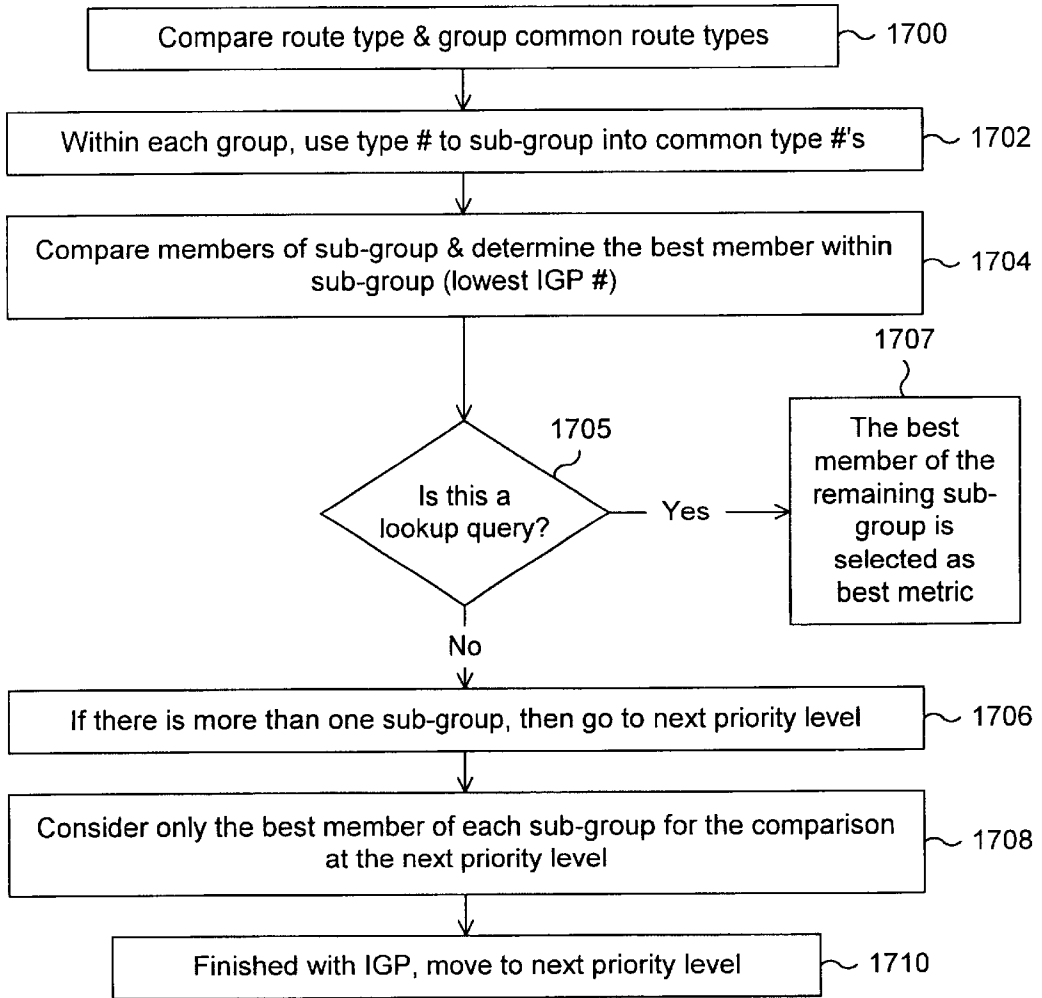 Compare route type & group common route types
1700
Within each group, use type # to sub-group into common type #'s
1702
Compare members of sub-group & determine the best member within
sub-group (lowest IGP #)
1704
1707
The best
member of the
remaining sub-
group is
selected as
best metric
1705
Is this a
lookup query?
Yes
No
If there is more than one sub-group, then go to next priority level
1706
Consider only the best member of each sub-group for the comparison
at the next priority level
1708
Finished with IGP, move to next priority level
1710